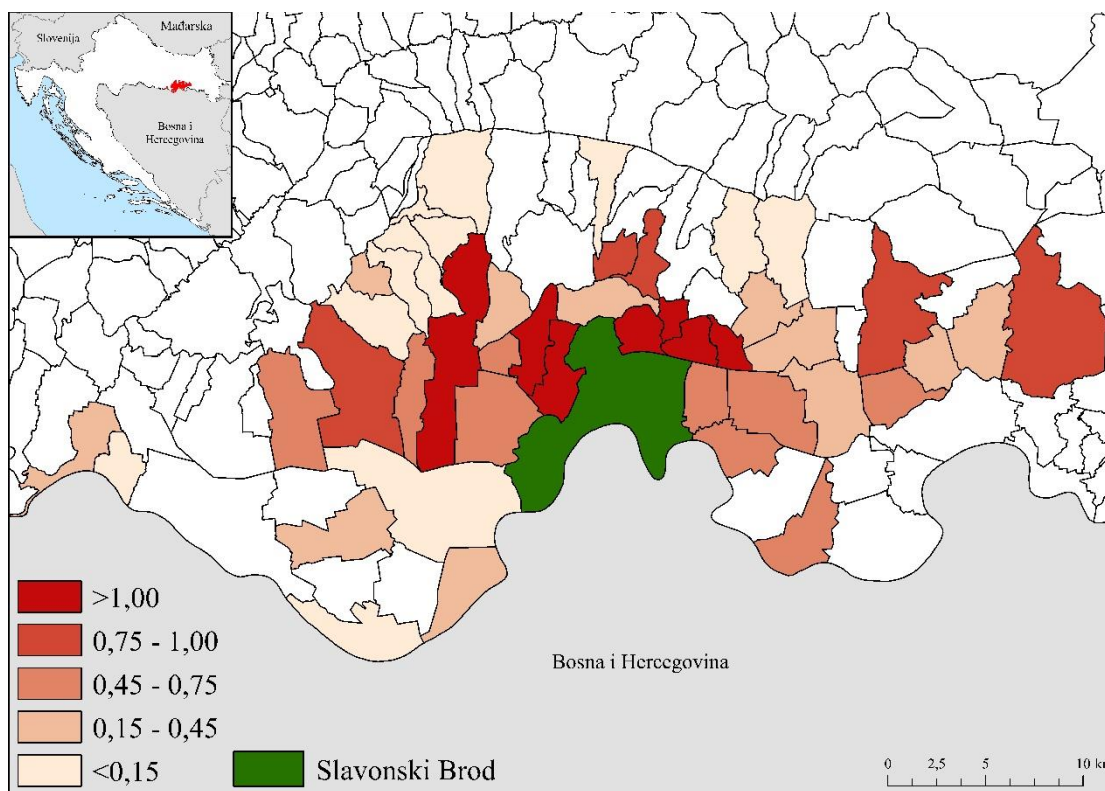 Mađarska
Slovenija
Bosna i
Hercegovina
Bosna i Hercegovina
>1,00
0,75 - 1,00
0,45 - 0,75
0,15 - 0,45
<0,15
Slavonski Brod
0 2,5 5 10 km